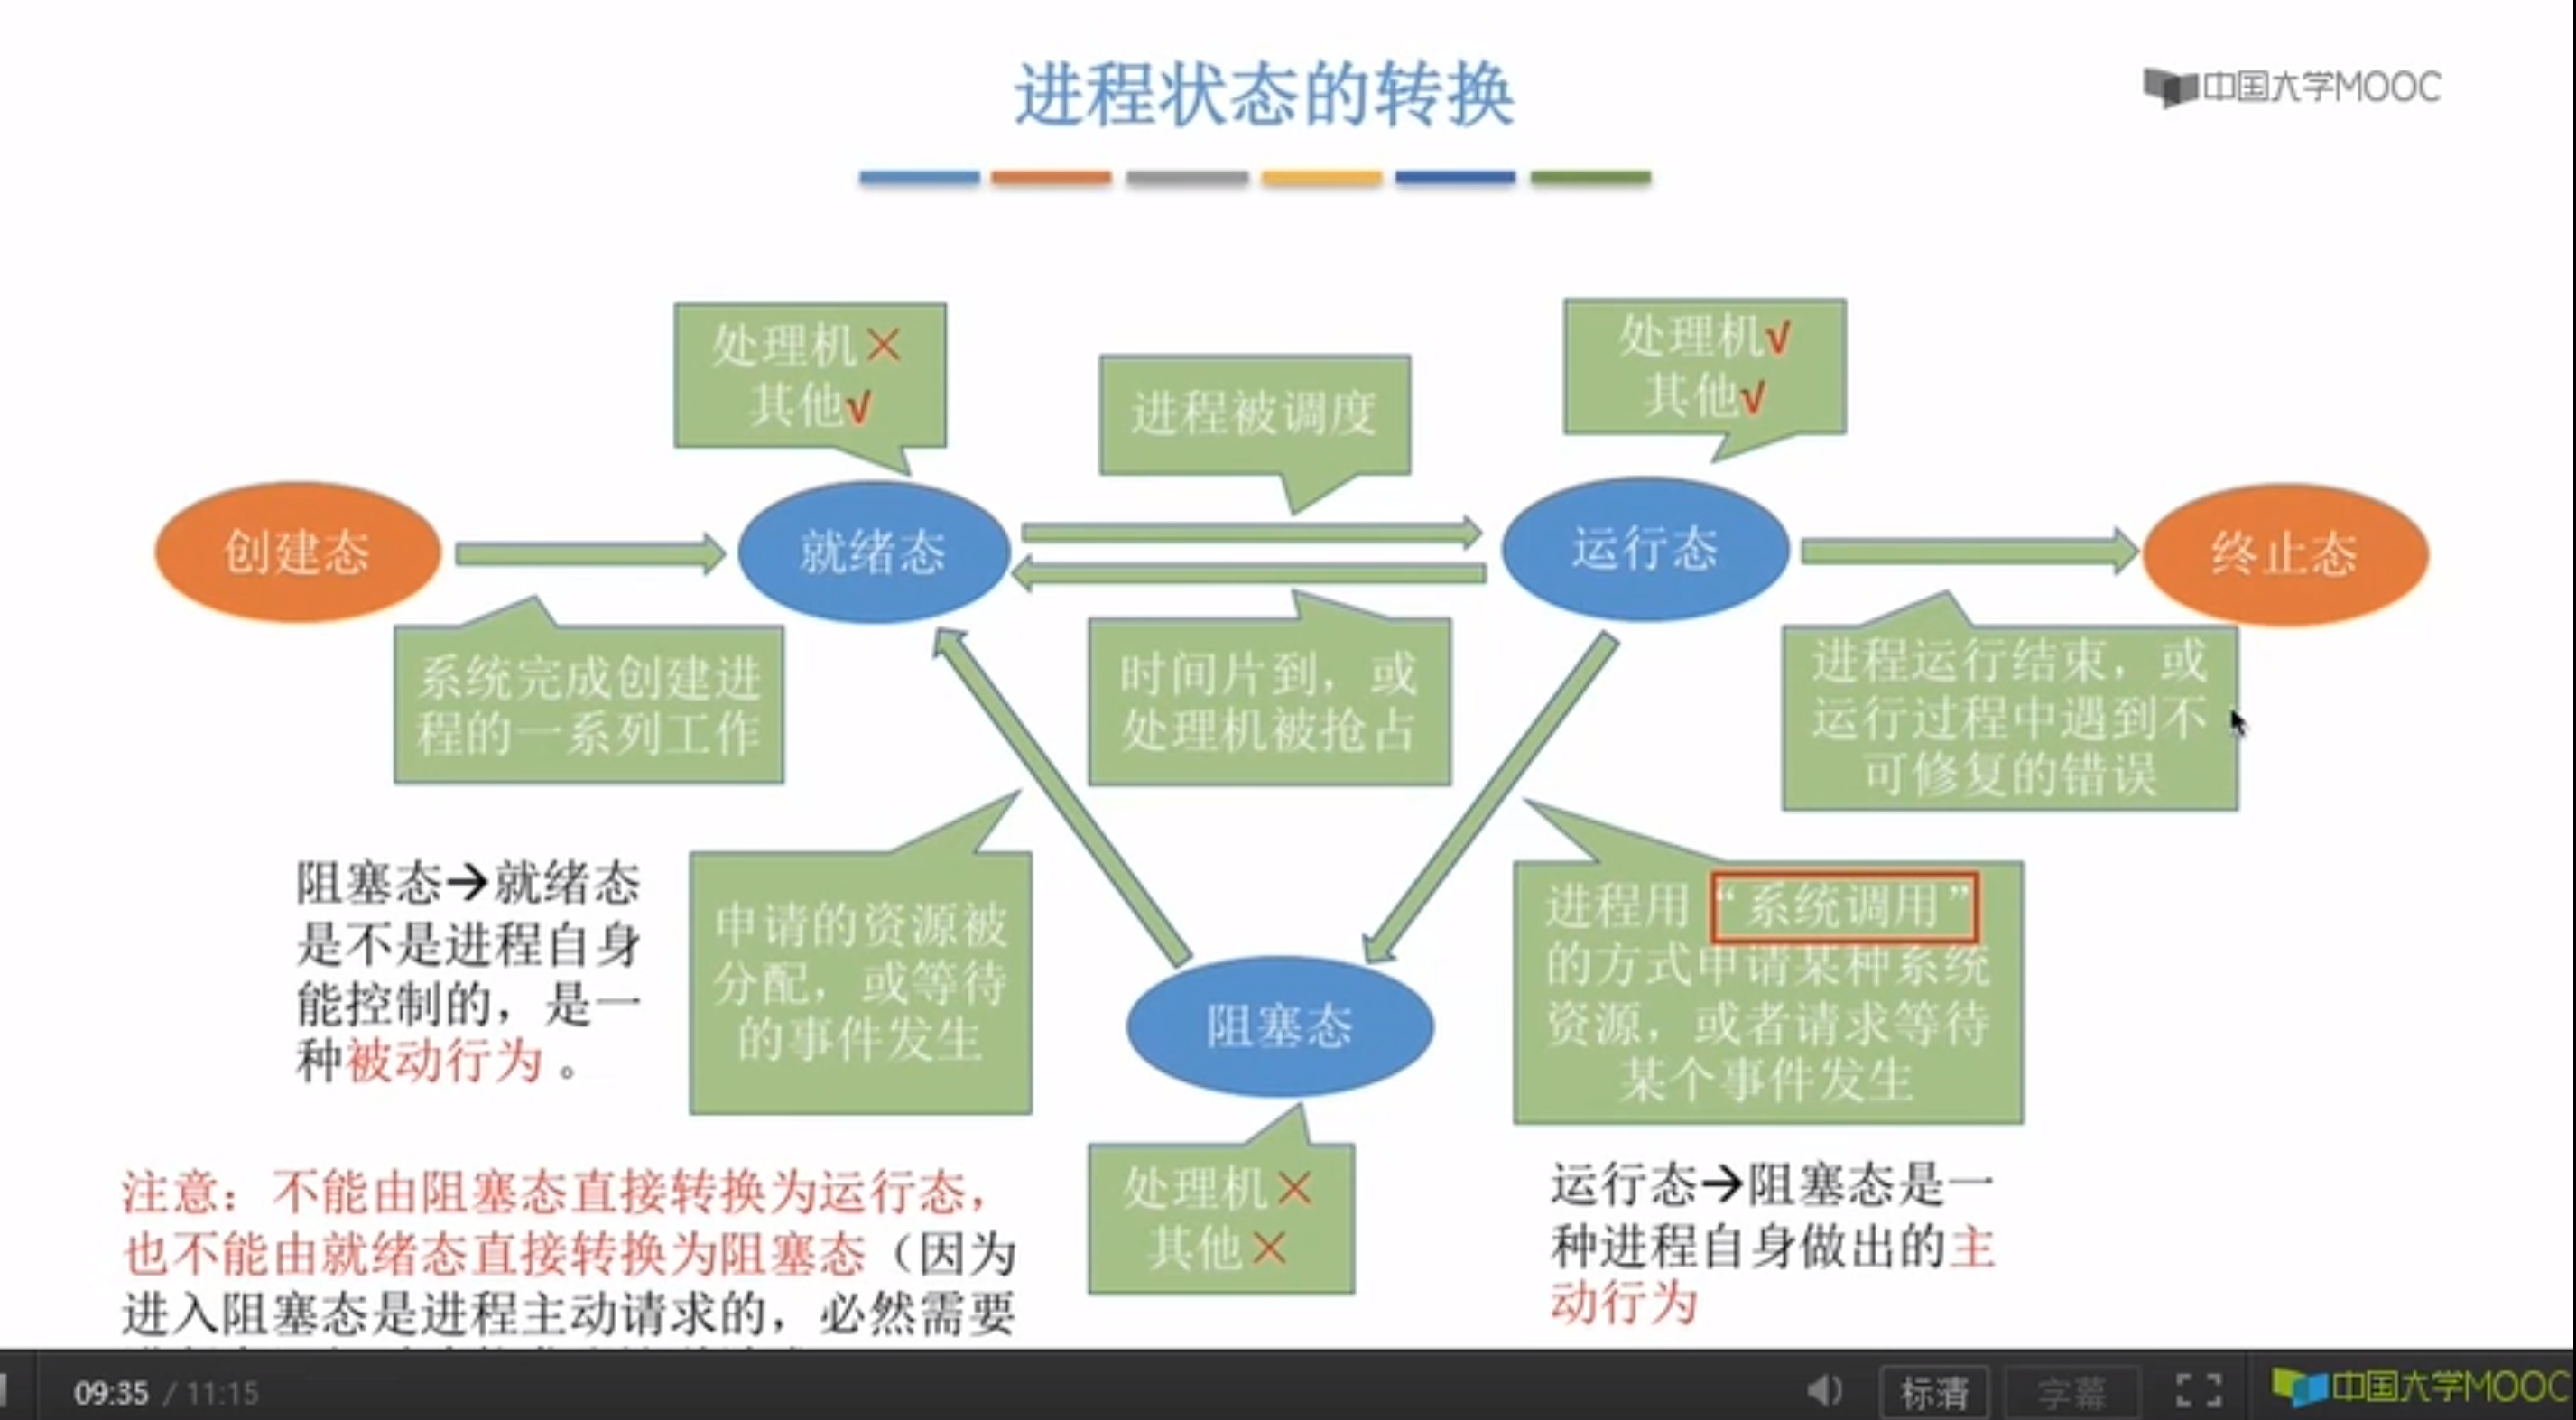 进程状态的转换
中国大学MOOC
处理机×
其他√
进程被调度
处理机√
其他√
创建态
就绪态
运行态
终止态
系统完成创建进
程的一系列工作
时间片到，或
处理机被抢占
进程运行结束，或
运行过程中遇到不
可修复的错误
阻塞态→就绪态
是不是进程自身
能控制的，是一
种被动行为 。
申请的资源被
分配，或等待
的事件发生
阻塞态
进程用“系统调用”
的方式申请某种系统
资源，或者请求等待
某个事件发生
处理机×
其他×
注意：不能由阻塞态直接转换为运行态，
也不能由就绪态直接转换为阻塞态（因为
进入阻塞态是进程主动请求的，必然需要
运行态→阻塞态是一
种进程自身做出的主
动行为
09:35 / 11:15
标清
字幕
中国大学MOOC